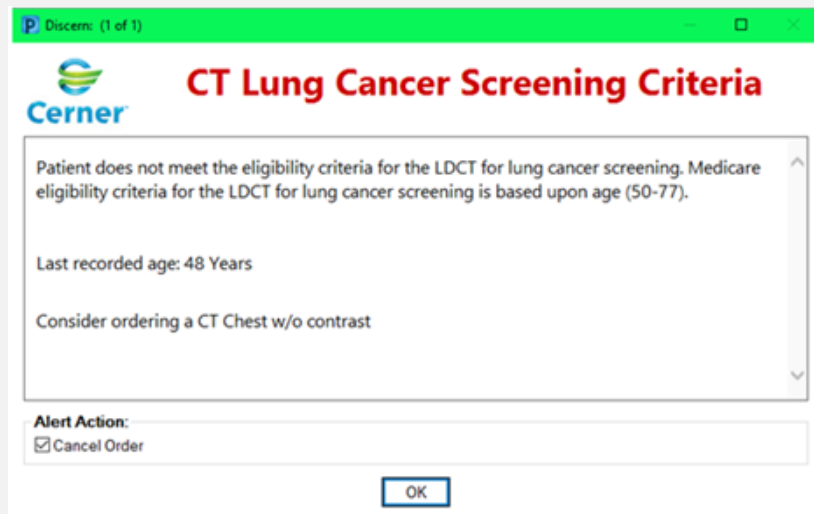 P Discern: (1 of 1)
Cerner
CT Lung Cancer Screening Criteria
Patient does not meet the eligibility criteria for the LDCT for lung cancer screening. Medicare
eligibility criteria for the LDCT for lung cancer screening is based upon age (50-77).
Last recorded age: 48 Years
Consider ordering a CT Chest w/o contrast
Alert Action:
Cancel Order
OK